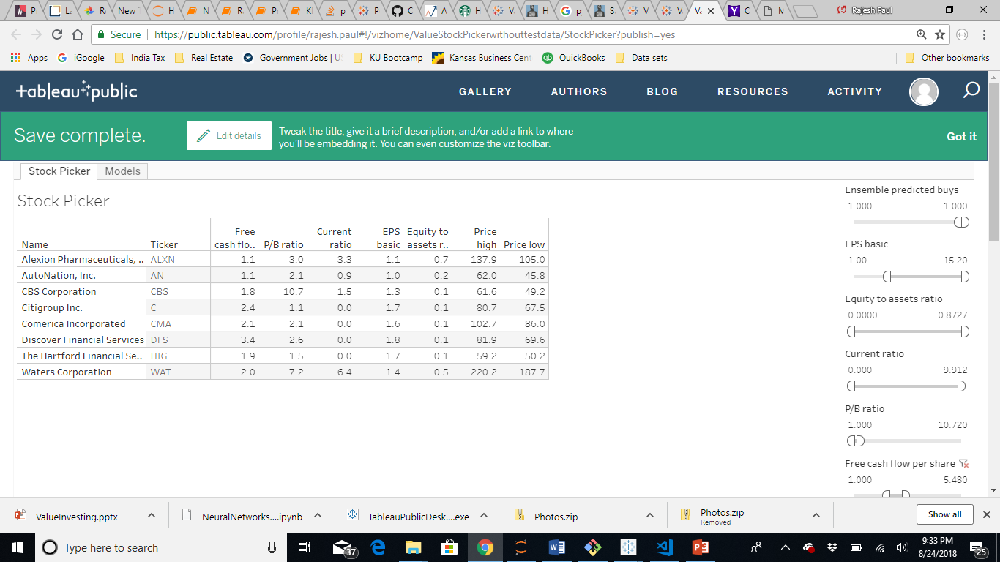 Rajesh Paul
Secure https://public.tableau.com/profile/rajesh.paul#!/vizhome/ValueStockPickerwithouttestdata/StockPicker?publish=yes
Apps iGoogle India Tax Real Estate Government Jobs | U KU Bootcamp Kansas Business Cent QuickBooks Data sets Other bookmarks
tableau public GALLERY AUTHORS BLOG RESOURCES ACTIVITY
Save complete. Edit details Tweak the title, give it a brief description, and/or add a link to where
you'll be embedding it. You can even customize the viz toolbar. Got it
Stock Picker Models
Stock Picker
Name Ticker Free cash flo.. P/B ratio Current ratio EPS basic Equity to assets r.. Price high Price low
Alexion Pharmaceuticals, .. ALXN 1.1 3.0 3.3 1.1 0.7 137.9 105.0
AutoNation, Inc. AN 1.1 2.1 0.9 1.0 0.2 62.0 45.8
CBS Corporation CBS 1.8 10.7 1.5 1.3 0.1 61.6 49.2
Citigroup Inc. C 2.4 1.1 0.0 1.7 0.1 80.7 67.5
Comerica Incorporated CMA 2.1 2.1 0.0 1.6 0.1 102.7 86.0
Discover Financial Services DFS 3.4 2.6 0.0 1.8 0.1 81.9 69.6
The Hartford Financial Se.. HIG 1.9 1.5 0.0 1.7 0.1 59.2 50.2
Waters Corporation WAT 2.0 7.2 6.4 1.4 0.5 220.2 187.7
Ensemble predicted buys
1.000 1.000
EPS basic
1.00 15.20
Equity to assets ratio
0.0000 0.8727
Current ratio
0.000 9.912
P/B ratio
1.000 10.720
Free cash flow per share
1.000 5.480
ValueInvesting.pptx NeuralNetworks....ipynb TableauPublicDesk....exe Photos.zip Photos.zip Show all
Removed
Type here to search 37 9:33 PM
8/24/2018 25